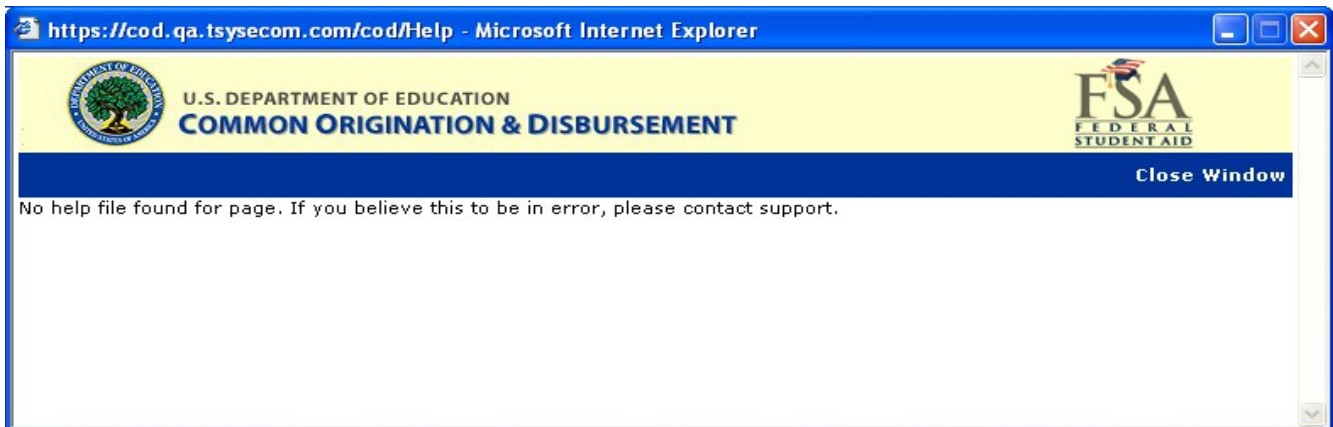 https://cod.qa.tsysecom.com/cod/Help - Microsoft Internet Explorer
U.S. DEPARTMENT OF EDUCATION
COMMON ORIGINATION & DISBURSEMENT
FSA
FEDERAL
STUDENT AID
Close Window
No help file found for page. If you believe this to be in error, please contact support.